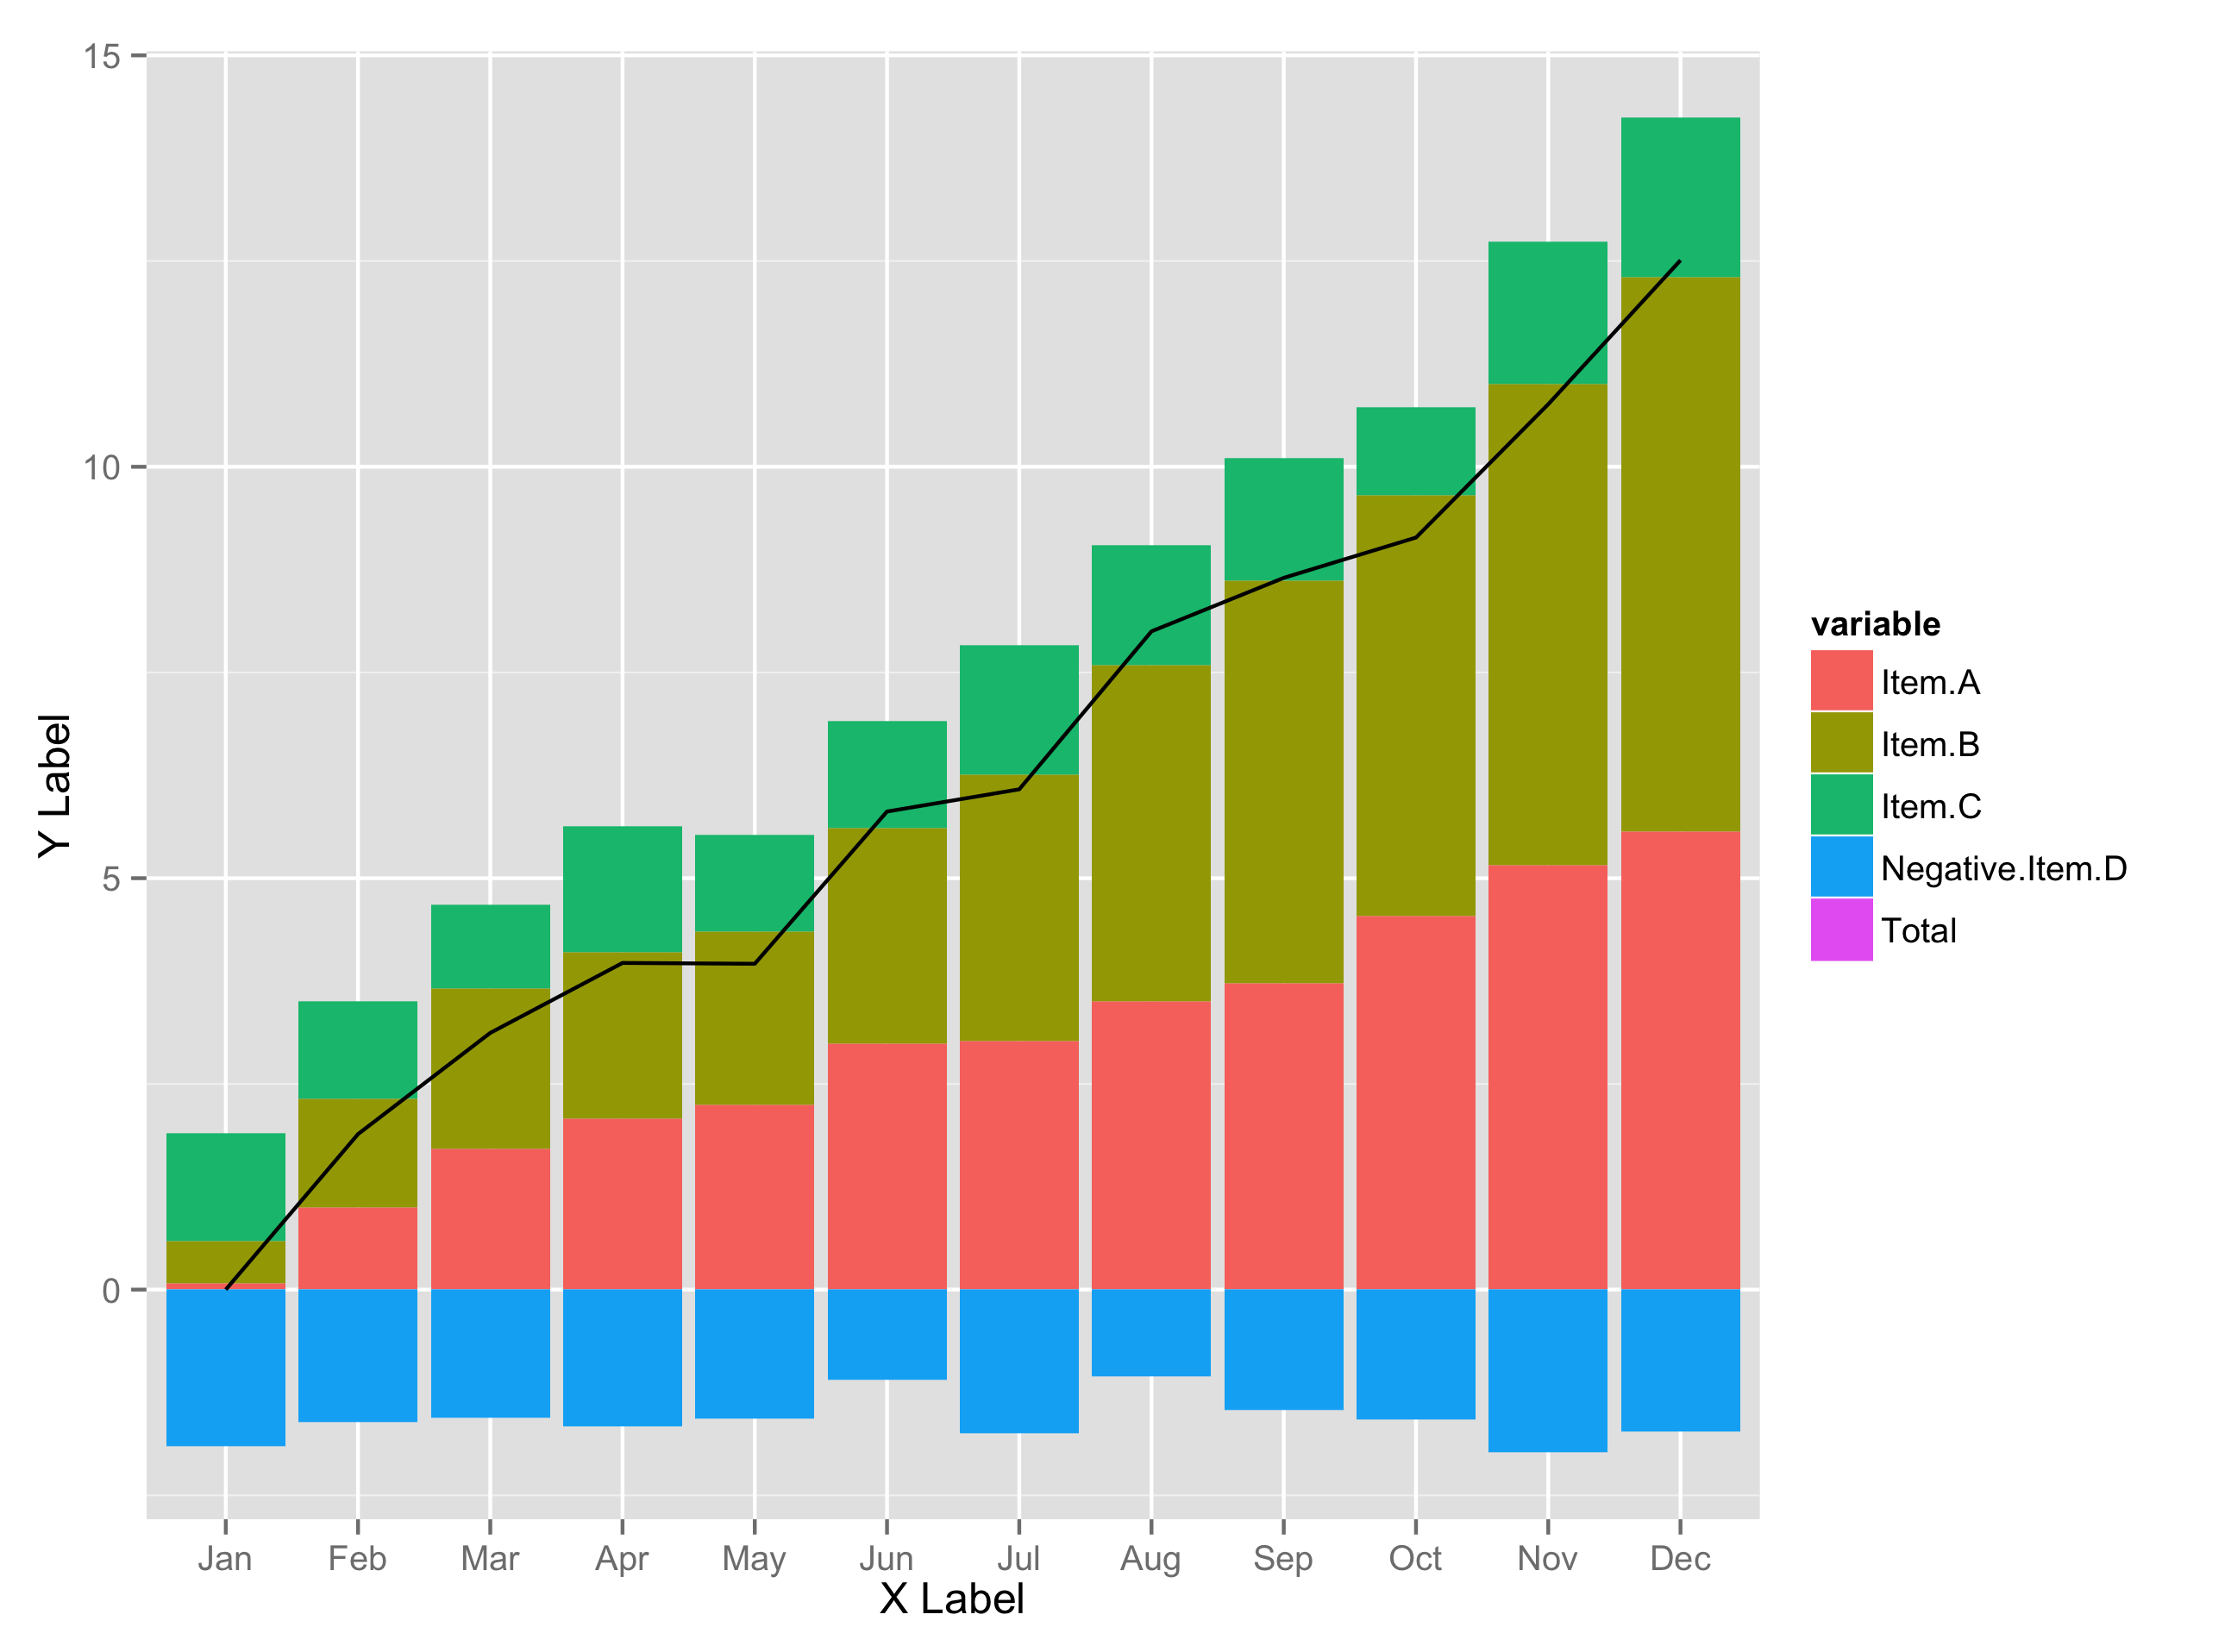 15
10
5
0
Y Label
Jan Feb Mar Apr May Jun Jul Aug Sep Oct Nov Dec
X Label
variable
Item.A
Item.B
Item.C
Negative.Item.D
Total